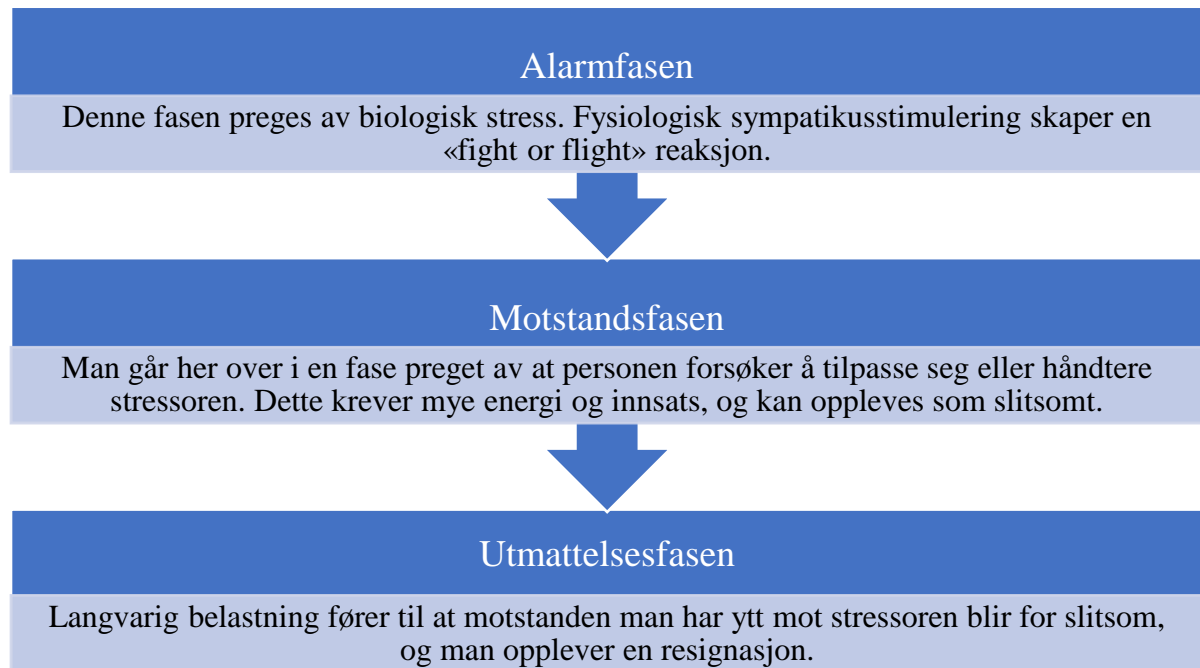 Alarmfasen
Denne fasen preges av biologisk stress. Fysiologisk sympatikusstimulering skaper en
«fight or flight» reaksjon.
Motstandsfasen
Man går her over i en fase preget av at personen forsøker å tilpasse seg eller håndtere
stressoren. Dette krever mye energi og innsats, og kan oppleves som slitsomt.
Utmattelsesfasen
Langvarig belastning fører til at motstanden man har ytt mot stressoren blir for slitsom,
og man opplever en resignasjon.